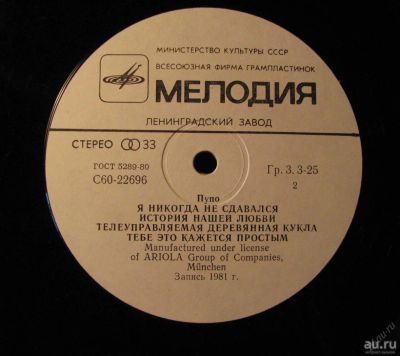 МИНИСТЕРСТВО КУЛЬТУРЫ СССР
ВСЕСОЮЗНАЯ ФИРМА ГРАМПЛАСТИНОК
МЕЛОДИЯ
ЛЕНИНГРАДСКИЙ ЗАВОД
СТЕРЕО 33
ГОСТ 5289-80
С60-22696
Гр. 3. 3-25
2
Пупо
Я НИКОГДА НЕ СДАВАЛСЯ
ИСТОРИЯ НАШЕЙ ЛЮБВИ
ТЕЛЕУПРАВЛЯЕМАЯ ДЕРЕВЯННАЯ КУКЛА
ТЕБЕ ЭТО КАЖЕТСЯ ПРОСТЫМ
Manufactured under license
of ARIOLA Group of Companies,
München
Запись 1981 г.
au.ru